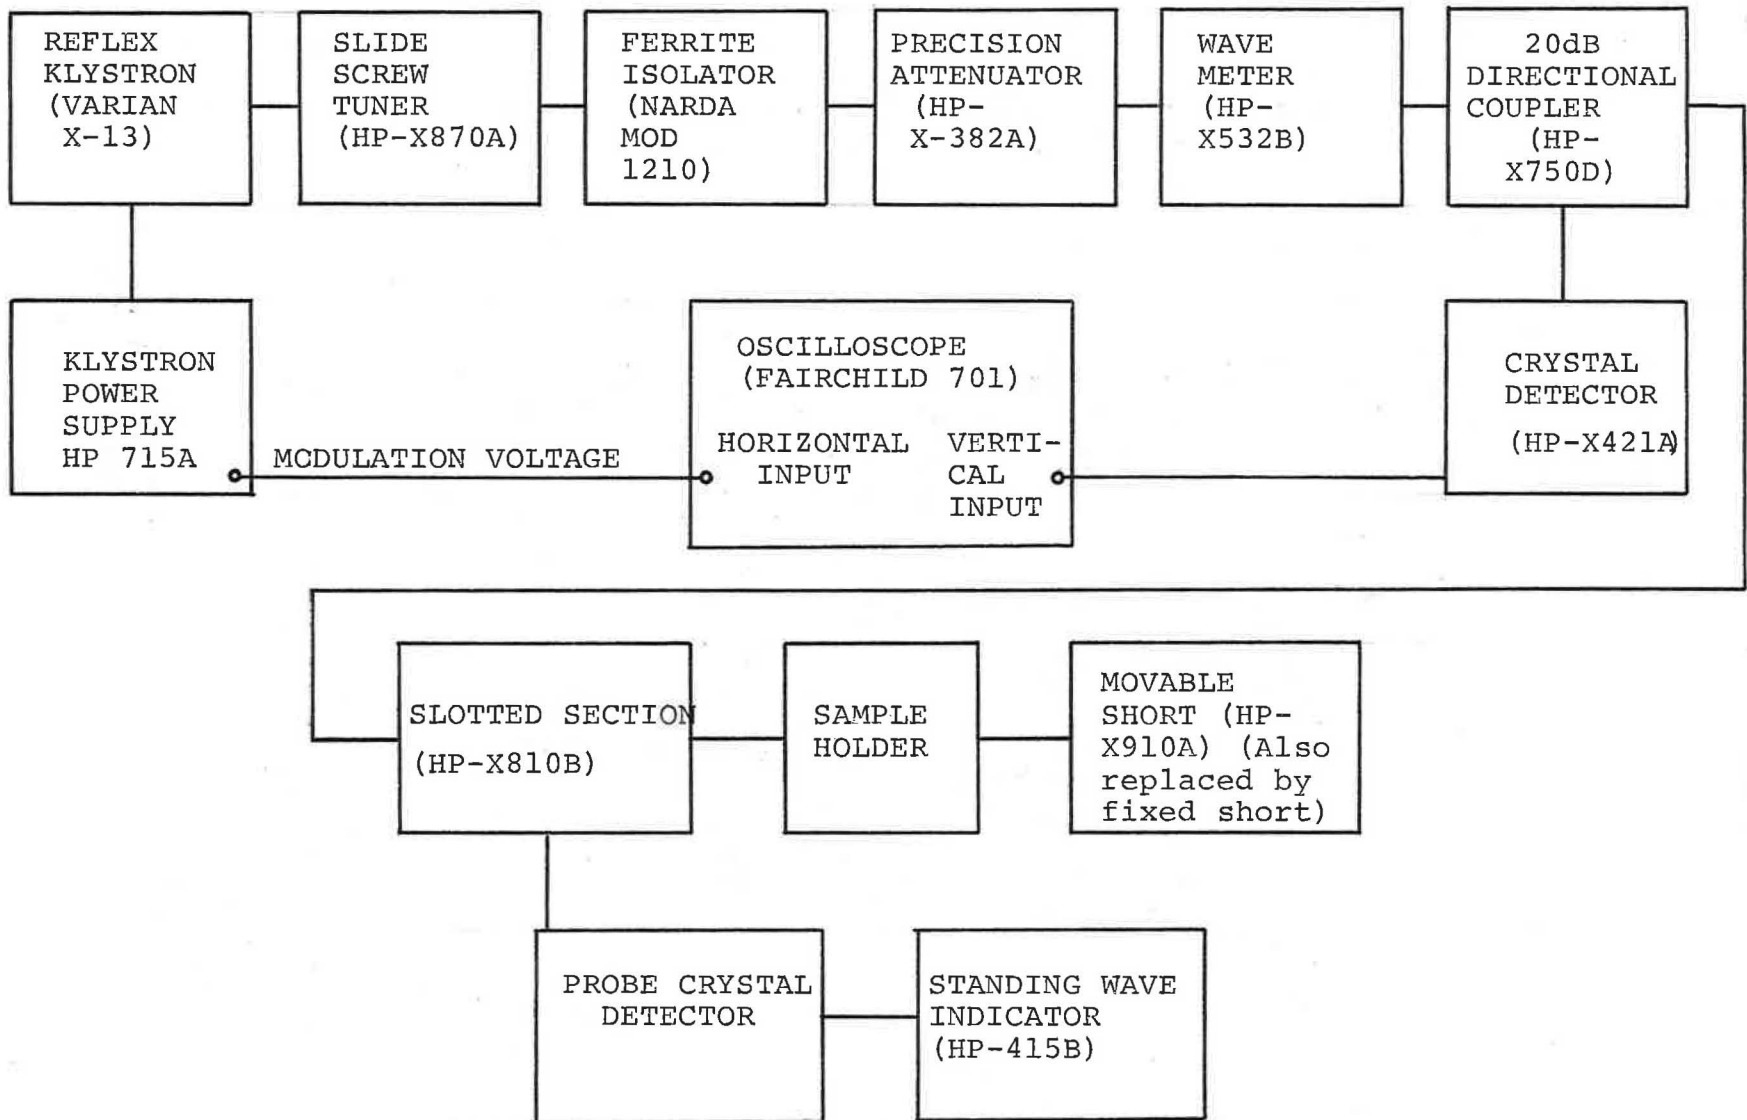 REFLEX
KLYSTRON
(VARIAN
X-13)
SLIDE
SCREW
TUNER
(HP-X870A)
FERRITE
ISOLATOR
(NARDA
MOD
1210)
PRECISION
ATTENUATOR
(HP-
X-382A)
WAVE
METER
(HP-
X532B)
20dB
DIRECTIONAL
COUPLER
(HP-
X750D)
KLYSTRON
POWER
SUPPLY
HP 715A
MODULATION VOLTAGE
OSCILLOSCOPE
(FAIRCHILD 701)
HORIZONTAL
INPUT
VERTI-
CAL
INPUT
CRYSTAL
DETECTOR
(HP-X421A)
SLOTTED SECTION
(HP-X810B)
SAMPLE
HOLDER
MOVABLE
SHORT (HP-
X910A) (Also
replaced by
fixed short)
PROBE CRYSTAL
DETECTOR
STANDING WAVE
INDICATOR
(HP-415B)